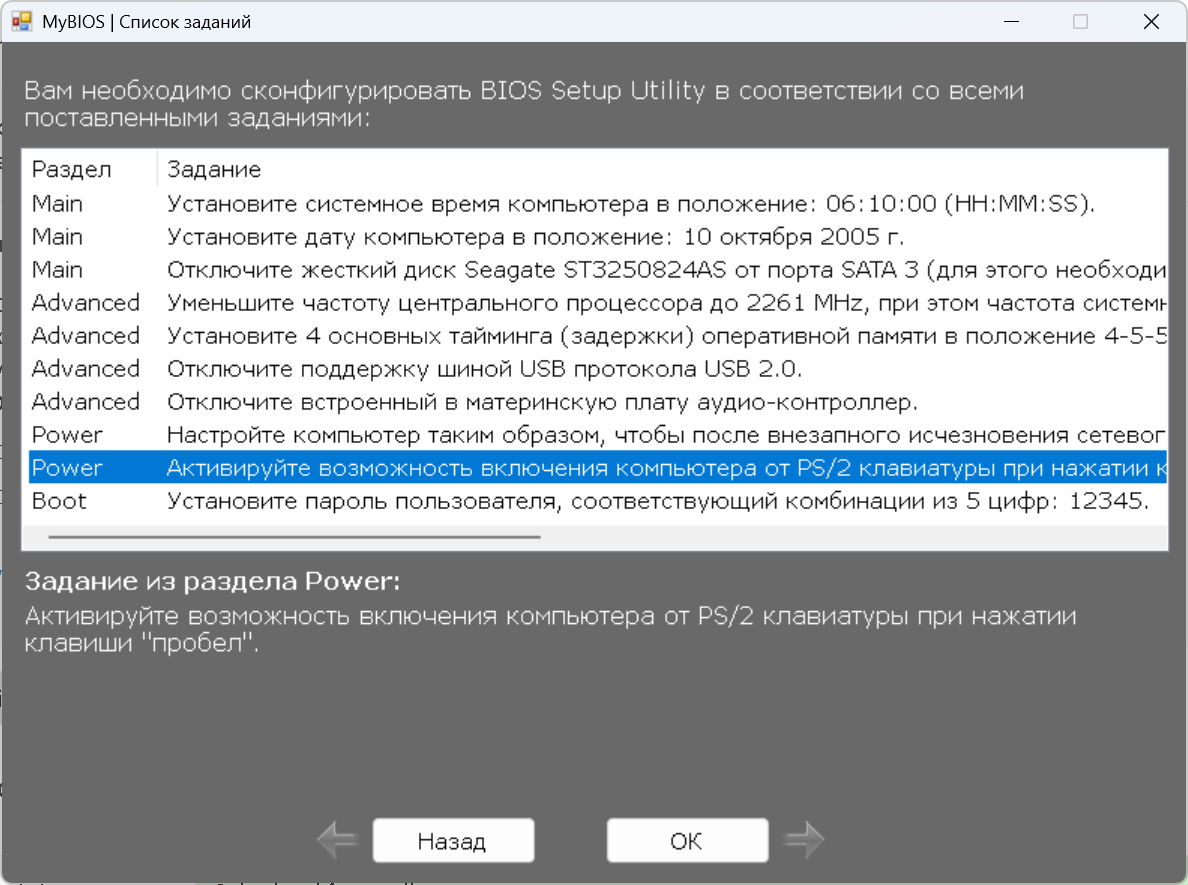 MyBIOS | Список заданий
Вам необходимо сконфигурировать BIOS Setup Utility в соответствии со всеми
поставленными заданиями:
Раздел Задание
Main Установите системное время компьютера в положение: 06:10:00 (HH:MM:SS).
Main Установите дату компьютера в положение: 10 октября 2005 г.
Main Отключите жесткий диск Seagate ST3250824AS от порта SATA 3 (для этого необходи
Advanced Уменьшите частоту центрального процессора до 2261 MHz, при этом частота систем
Advanced Установите 4 основных тайминга (задержки) оперативной памяти в положение 4-5-5
Advanced Отключите поддержку шиной USB протокола USB 2.0.
Advanced Отключите встроенный в материнскую плату аудио-контроллер.
Power Настройте компьютер таким образом, чтобы после внезапного исчезновения сетевог
Power Активируйте возможность включения компьютера от PS/2 клавиатуры при нажатии к
Boot Установите пароль пользователя, соответствующий комбинации из 5 цифр: 12345.
Задание из раздела Power:
Активируйте возможность включения компьютера от PS/2 клавиатуры при нажатии
клавиши "пробел".
Назад ОК